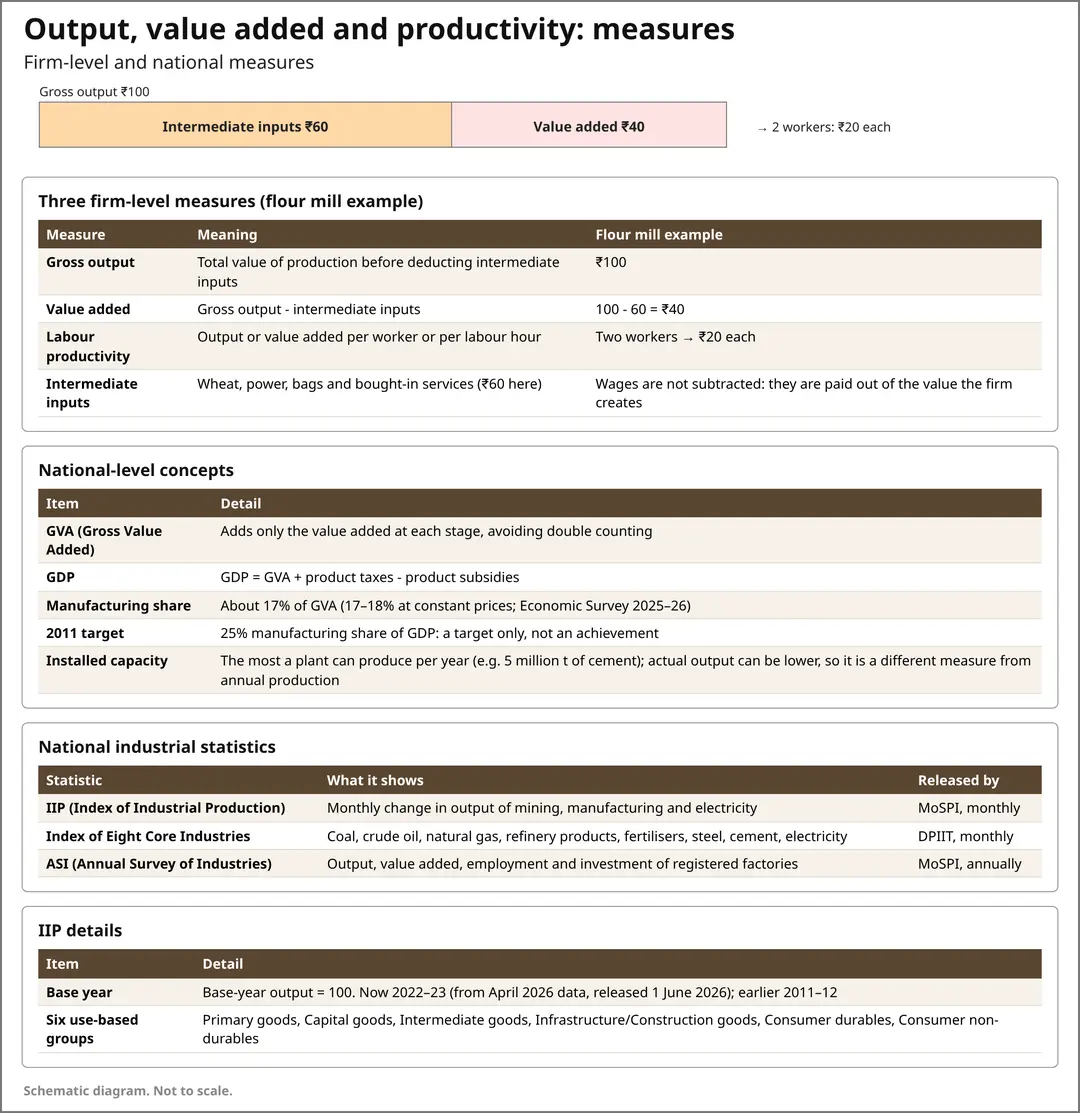 Output, value added and productivity: measures
Firm-level and national measures
Gross output ₹100
Intermediate inputs ₹60
Value added ₹40
→ 2 workers: ₹20 each
Three firm-level measures (flour mill example)
Measure Meaning Flour mill example
Gross output Total value of production before deducting intermediate inputs ₹100
Value added Gross output - intermediate inputs 100 - 60 = ₹40
Labour productivity Output or value added per worker or per labour hour Two workers → ₹20 each
Intermediate inputs Wheat, power, bags and bought-in services (₹60 here) Wages are not subtracted: they are paid out of the value the firm creates
National-level concepts
Item Detail
GVA (Gross Value Added) Adds only the value added at each stage, avoiding double counting
GDP GDP = GVA + product taxes - product subsidies
Manufacturing share About 17% of GVA (17–18% at constant prices; Economic Survey 2025–26)
2011 target 25% manufacturing share of GDP: a target only, not an achievement
Installed capacity The most a plant can produce per year (e.g. 5 million t of cement); actual output can be lower, so it is a different measure from annual production
National industrial statistics
Statistic What it shows Released by
IIP (Index of Industrial Production) Monthly change in output of mining, manufacturing and electricity MoSPI, monthly
Index of Eight Core Industries Coal, crude oil, natural gas, refinery products, fertilisers, steel, cement, electricity DPIIT, monthly
ASI (Annual Survey of Industries) Output, value added, employment and investment of registered factories MoSPI, annually
IIP details
Item Detail
Base year Base-year output = 100. Now 2022–23 (from April 2026 data, released 1 June 2026); earlier 2011–12
Six use-based groups Primary goods, Capital goods, Intermediate goods, Infrastructure/Construction goods, Consumer durables, Consumer non-durables
Schematic diagram. Not to scale.